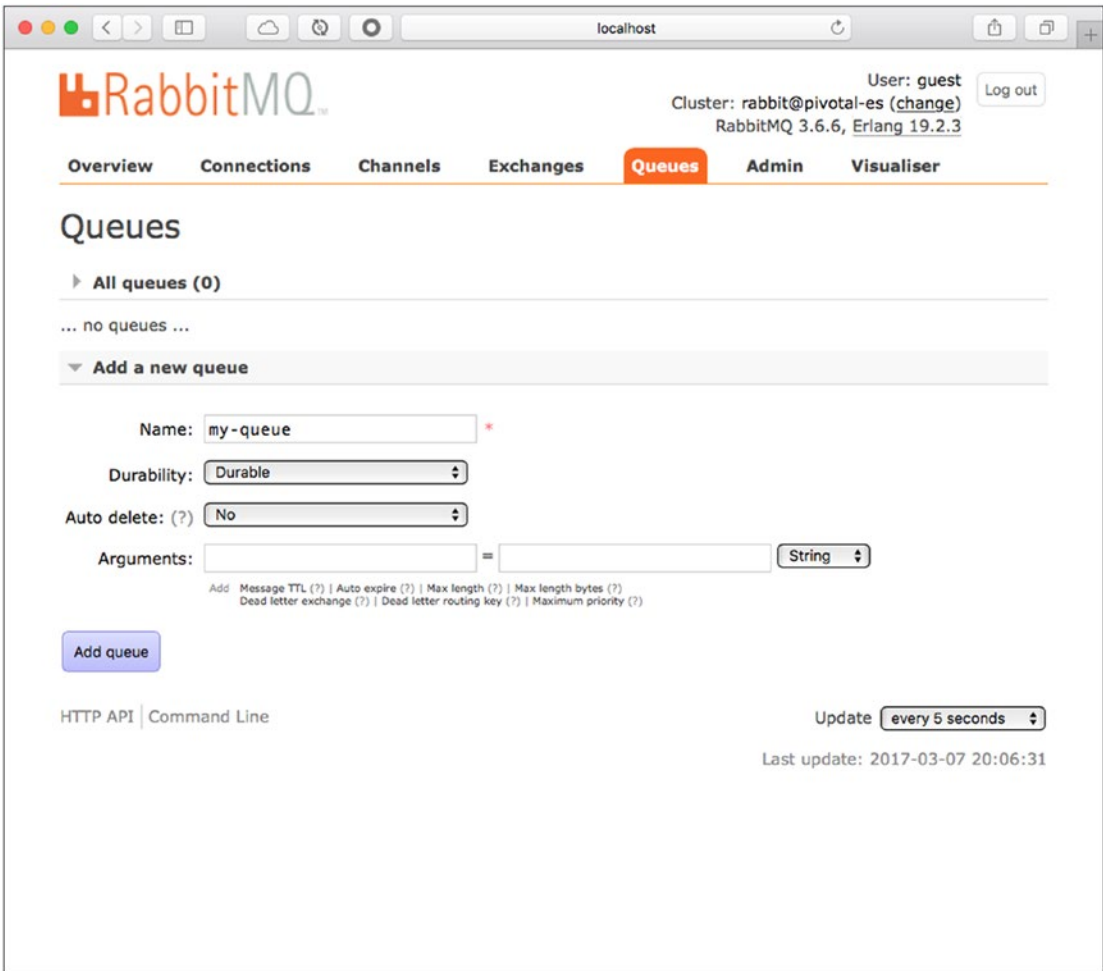 localhost
RabbitMQ™
User: guest
Log out
Cluster: rabbit@pivotal-es (change)
RabbitMQ 3.6.6, Erlang 19.2.3
Overview Connections Channels Exchanges Queues Admin Visualiser
Queues
All queues (0)
... no queues ...
Add a new queue
Name: my-queue *
Durability: Durable
Auto delete: (?) No
Arguments: = String
Add Message TTL (?) | Auto expire (?) | Max length (?) | Max length bytes (?)
Dead letter exchange (?) | Dead letter routing key (?) | Maximum priority (?)
Add queue
HTTP API | Command Line
Update every 5 seconds
Last update: 2017-03-07 20:06:31